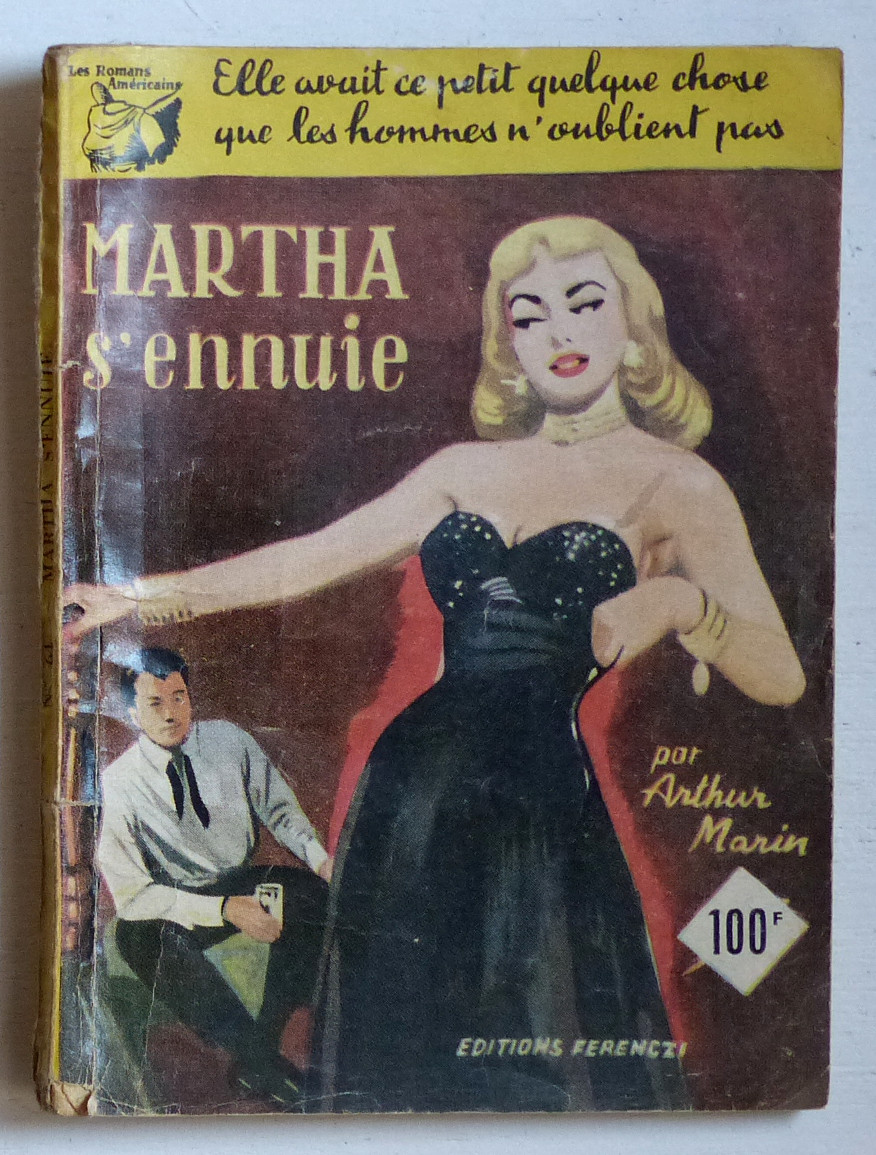 Les Romans
Américains
Elle avait ce petit quelque chose
que les hommes n'oublient pas
MARTHA
s'ennuie
par
Arthur
Marin
100F
EDITIONS FERENCZI
MARTHA S'ENNUIE